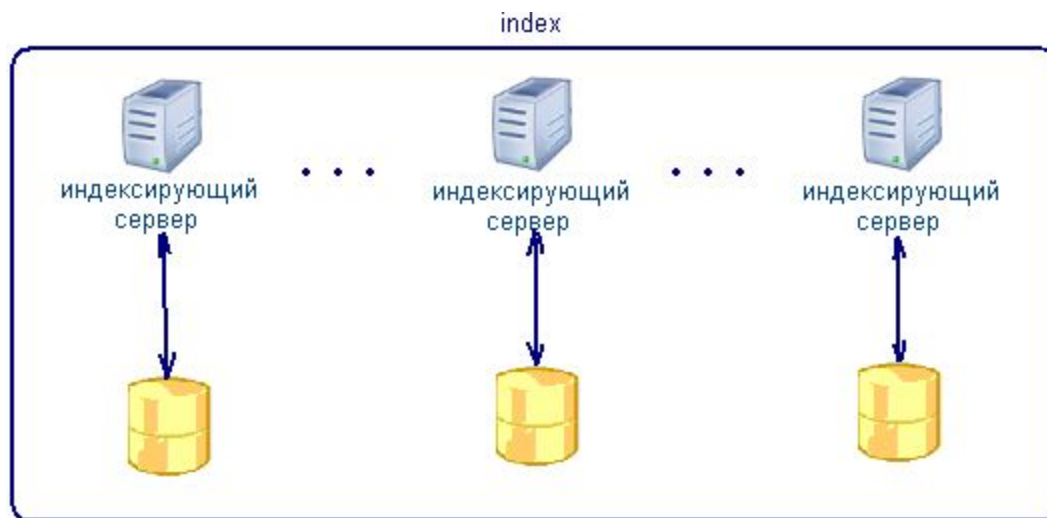 index
индексирующий
сервер
индексирующий
сервер
индексирующий
сервер